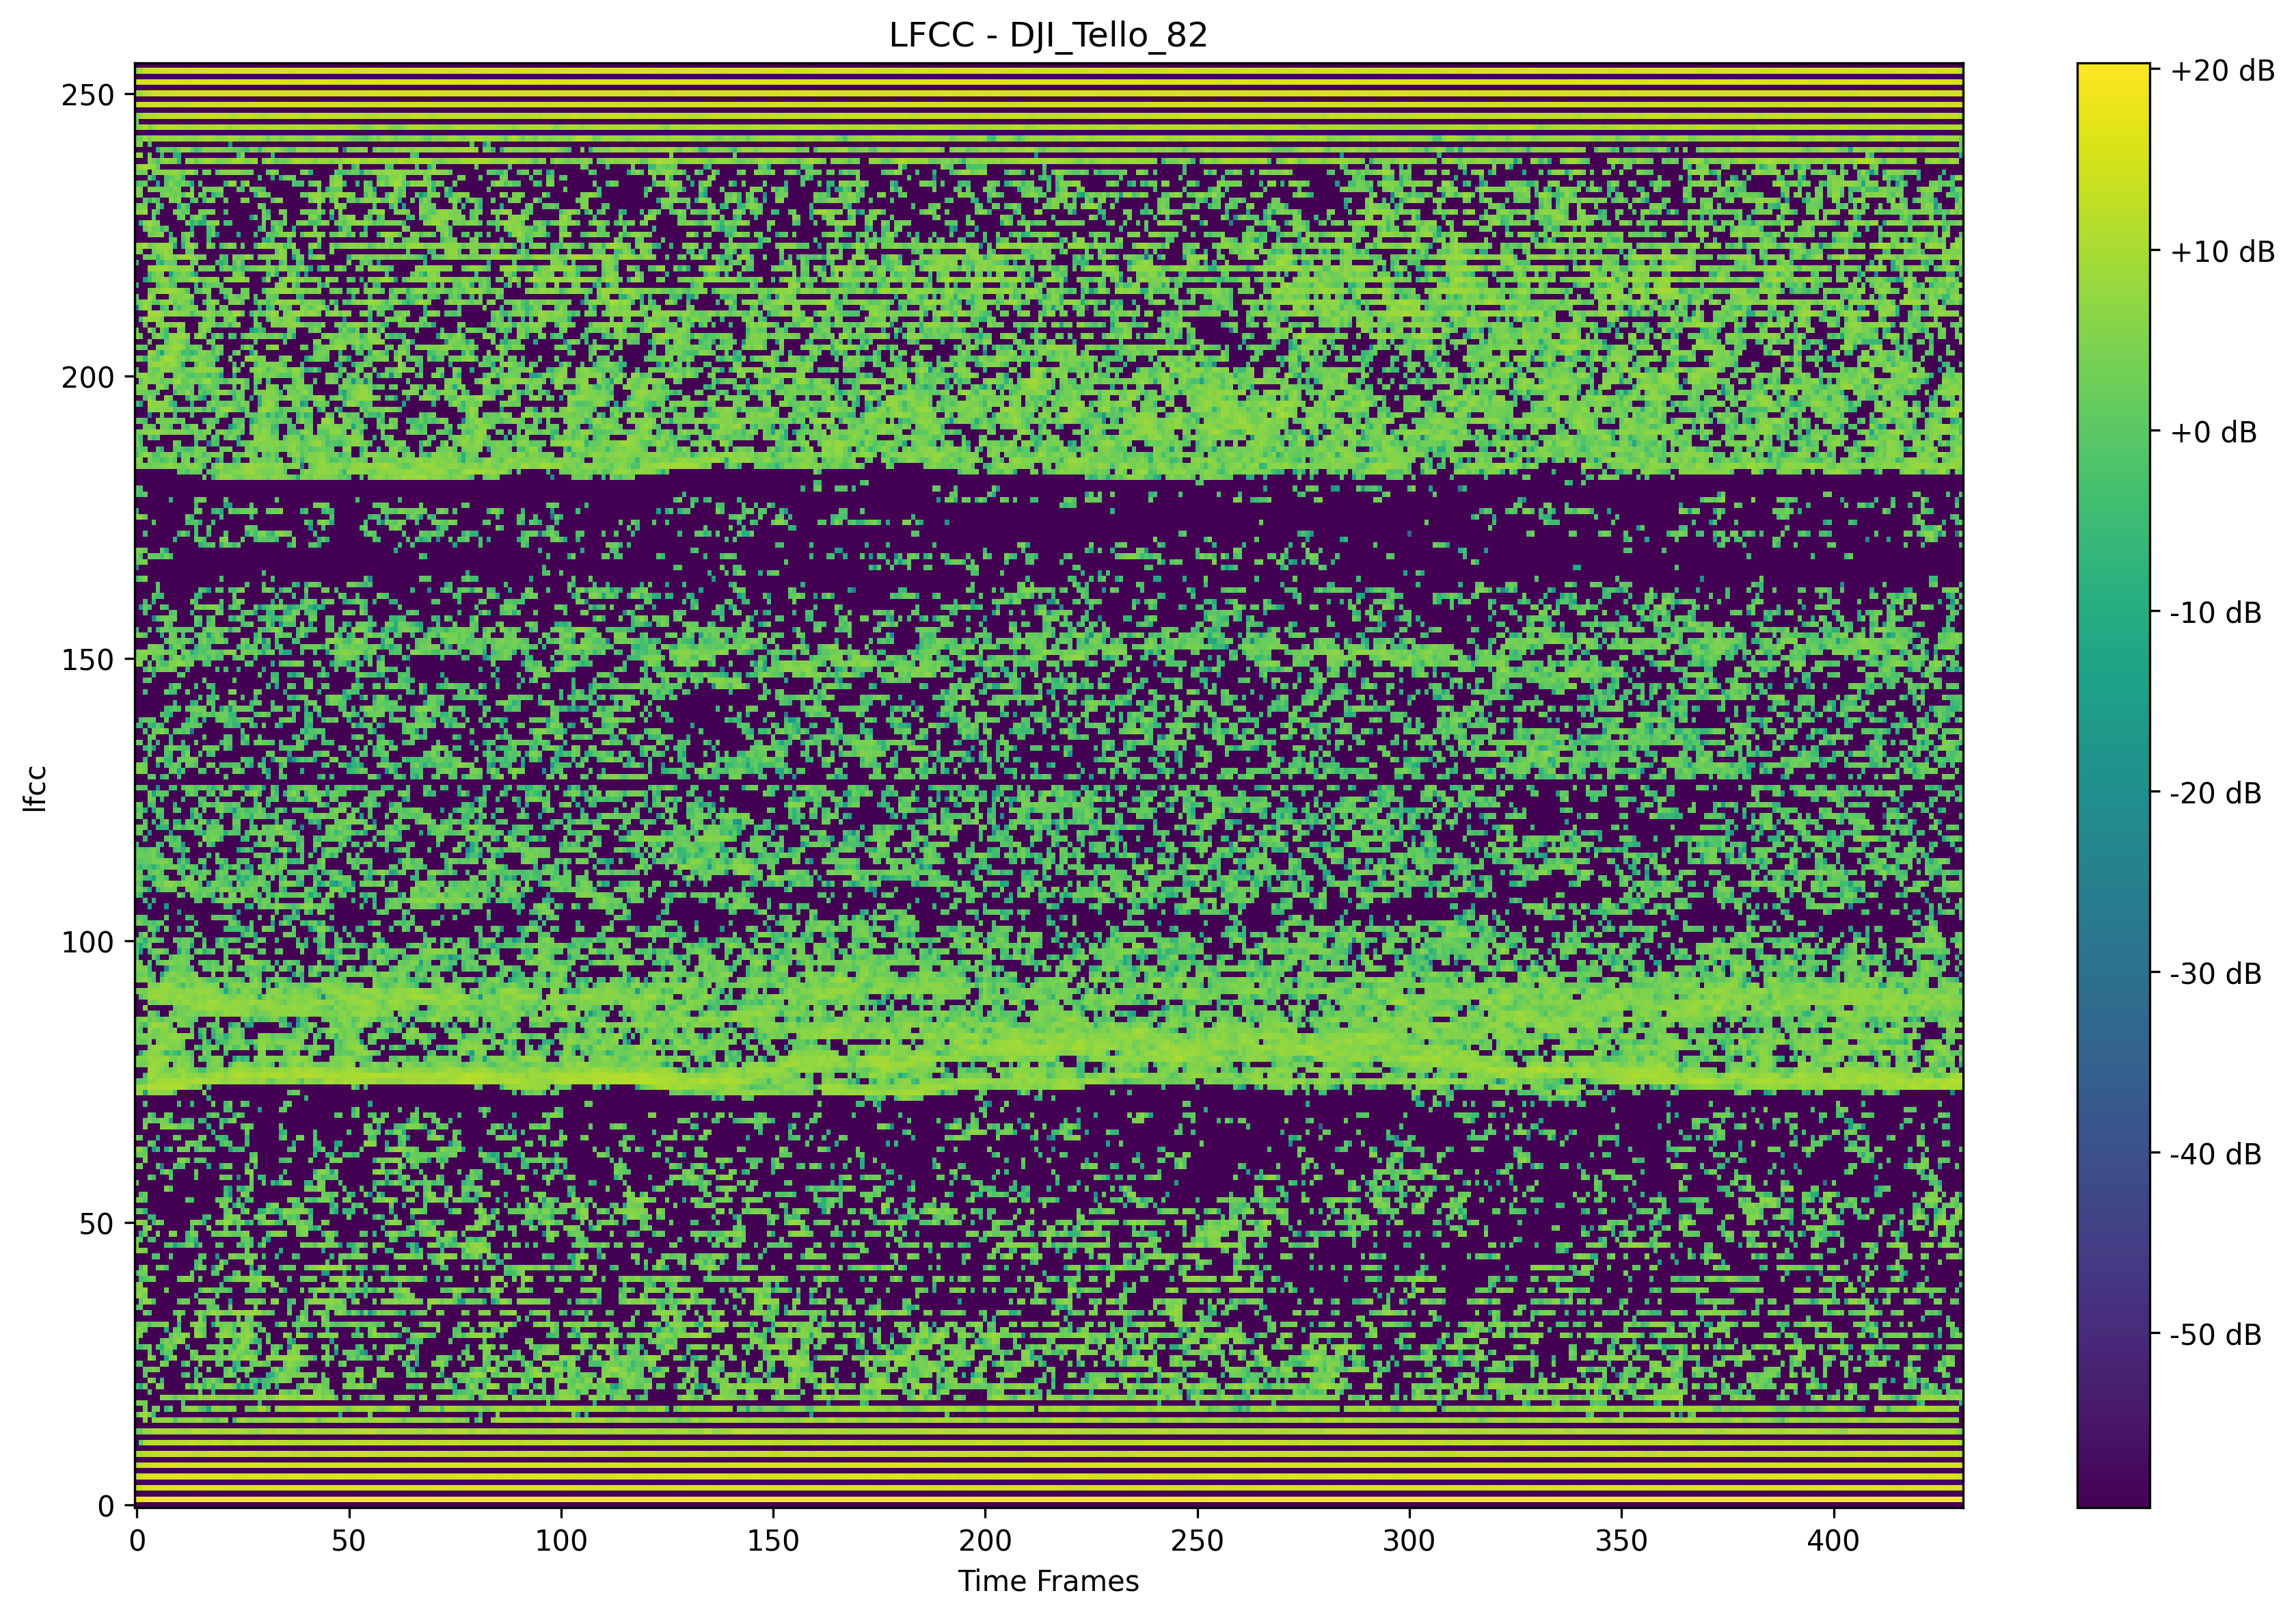 LFCC - DJI_Tello_82
lfcc
250
200
150
100
50
0
0 50 100 150 200 250 300 350 400
Time Frames
+20 dB
+10 dB
+0 dB
-10 dB
-20 dB
-30 dB
-40 dB
-50 dB